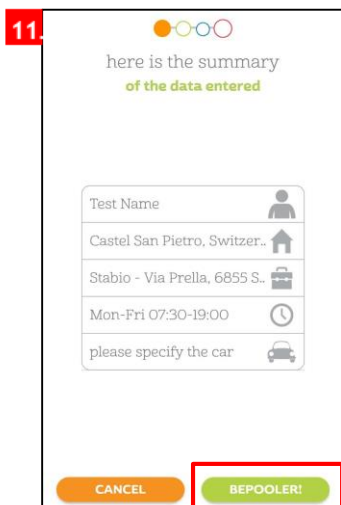 11.
here is the summary
of the data entered
Test Name
Castel San Pietro, Switzer..
Stabio - Via Prella, 6855 S..
Mon-Fri 07:30-19:00
please specify the car
CANCEL
BEPOOLER!